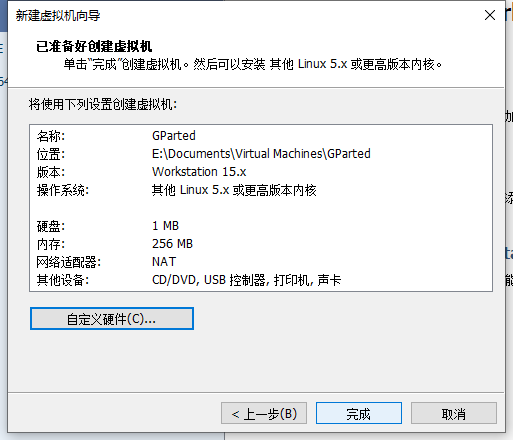 新建虚拟机向导
已准备好创建虚拟机
单击“完成”创建虚拟机。然后可以安装 其他 Linux 5.x 或更高版本内核。
将使用下列设置创建虚拟机:
名称: GParted
位置: E:\Documents\Virtual Machines\GParted
版本: Workstation 15.x
操作系统: 其他 Linux 5.x 或更高版本内核
硬盘: 1 MB
内存: 256 MB
网络适配器: NAT
其他设备: CD/DVD, USB 控制器, 打印机, 声卡
自定义硬件(C)...
< 上一步(B) 完成 取消